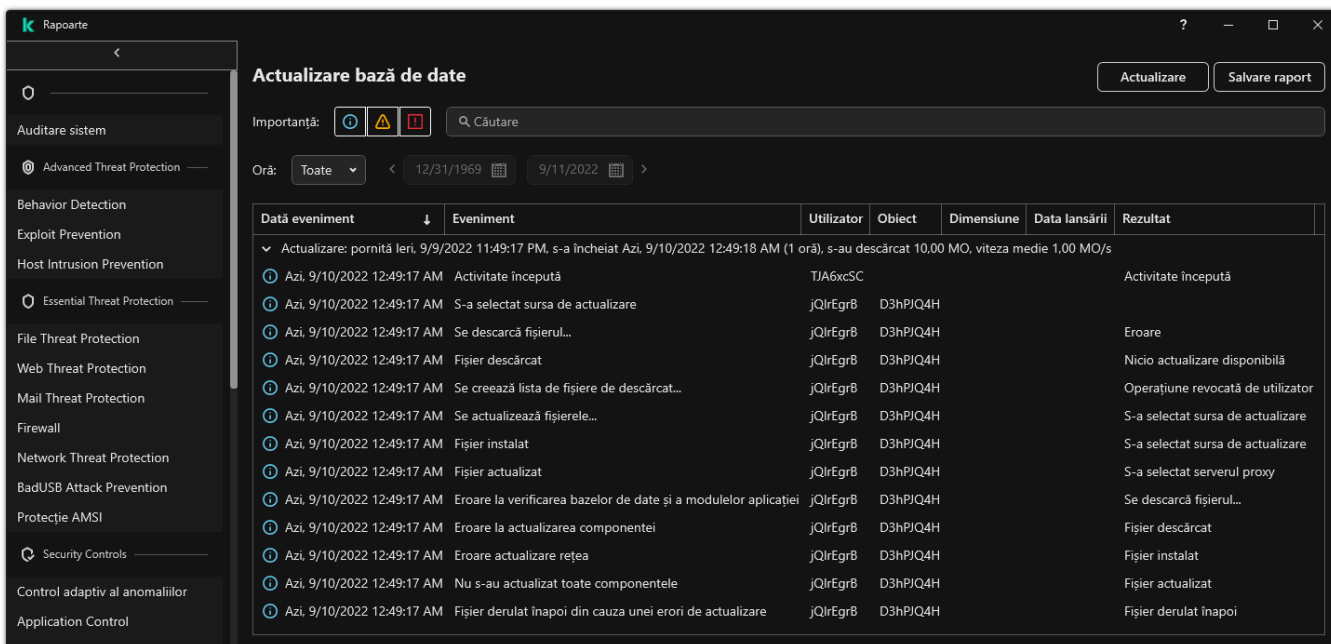 Rapoarte
Auditare sistem
Advanced Threat Protection
Behavior Detection
Exploit Prevention
Host Intrusion Prevention
Essential Threat Protection
File Threat Protection
Web Threat Protection
Mail Threat Protection
Firewall
Network Threat Protection
BadUSB Attack Prevention
Protecție AMSI
Security Controls
Control adaptiv al anomaliilor
Application Control
Actualizare bază de date
Actualizare Salvare raport
Importanță: Căutare
Oră: Toate 12/31/1969 9/11/2022
Dată eveniment Eveniment Utilizator Obiect Dimensiune Data lansării Rezultat
Actualizare: pornită Ieri, 9/9/2022 11:49:17 PM, s-a încheiat Azi, 9/10/2022 12:49:18 AM (1 oră), s-au descărcat 10,00 MO, viteza medie 1,00 MO/s
Azi, 9/10/2022 12:49:17 AM Activitate începută TJA6xcSC Activitate începută
Azi, 9/10/2022 12:49:17 AM S-a selectat sursa de actualizare jQIrEgrB D3hPJQ4H
Azi, 9/10/2022 12:49:17 AM Se descarcă fișierul... jQIrEgrB D3hPJQ4H Eroare
Azi, 9/10/2022 12:49:17 AM Fișier descărcat jQIrEgrB D3hPJQ4H Nicio actualizare disponibilă
Azi, 9/10/2022 12:49:17 AM Se creează lista de fișiere de descărcat... jQIrEgrB D3hPJQ4H Operațiune revocată de utilizator
Azi, 9/10/2022 12:49:17 AM Se actualizează fișierele... jQIrEgrB D3hPJQ4H S-a selectat sursa de actualizare
Azi, 9/10/2022 12:49:17 AM Fișier instalat jQIrEgrB D3hPJQ4H S-a selectat sursa de actualizare
Azi, 9/10/2022 12:49:17 AM Fișier actualizat jQIrEgrB D3hPJQ4H S-a selectat serverul proxy
Azi, 9/10/2022 12:49:17 AM Eroare la verificarea bazelor de date și a modulelor aplicației jQIrEgrB D3hPJQ4H Se descarcă fișierul...
Azi, 9/10/2022 12:49:17 AM Eroare la actualizarea componentei jQIrEgrB D3hPJQ4H Fișier descărcat
Azi, 9/10/2022 12:49:17 AM Eroare actualizare rețea jQIrEgrB D3hPJQ4H Fișier instalat
Azi, 9/10/2022 12:49:17 AM Nu s-au actualizat toate componentele jQIrEgrB D3hPJQ4H Fișier actualizat
Azi, 9/10/2022 12:49:17 AM Fișier derulat înapoi din cauza unei erori de actualizare jQIrEgrB D3hPJQ4H Fișier derulat înapoi